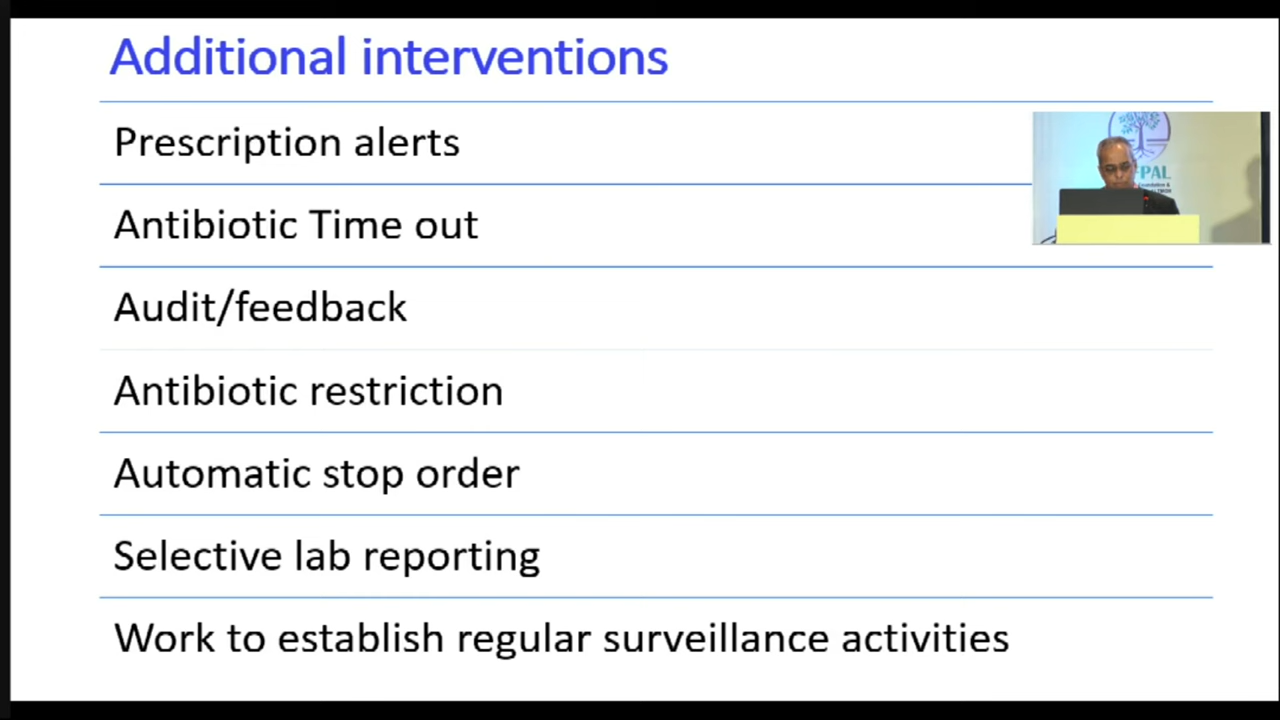 Additional interventions
Prescription alerts
Antibiotic Time out
Audit/feedback
Antibiotic restriction
Automatic stop order
Selective lab reporting
Work to establish regular surveillance activities
PAL